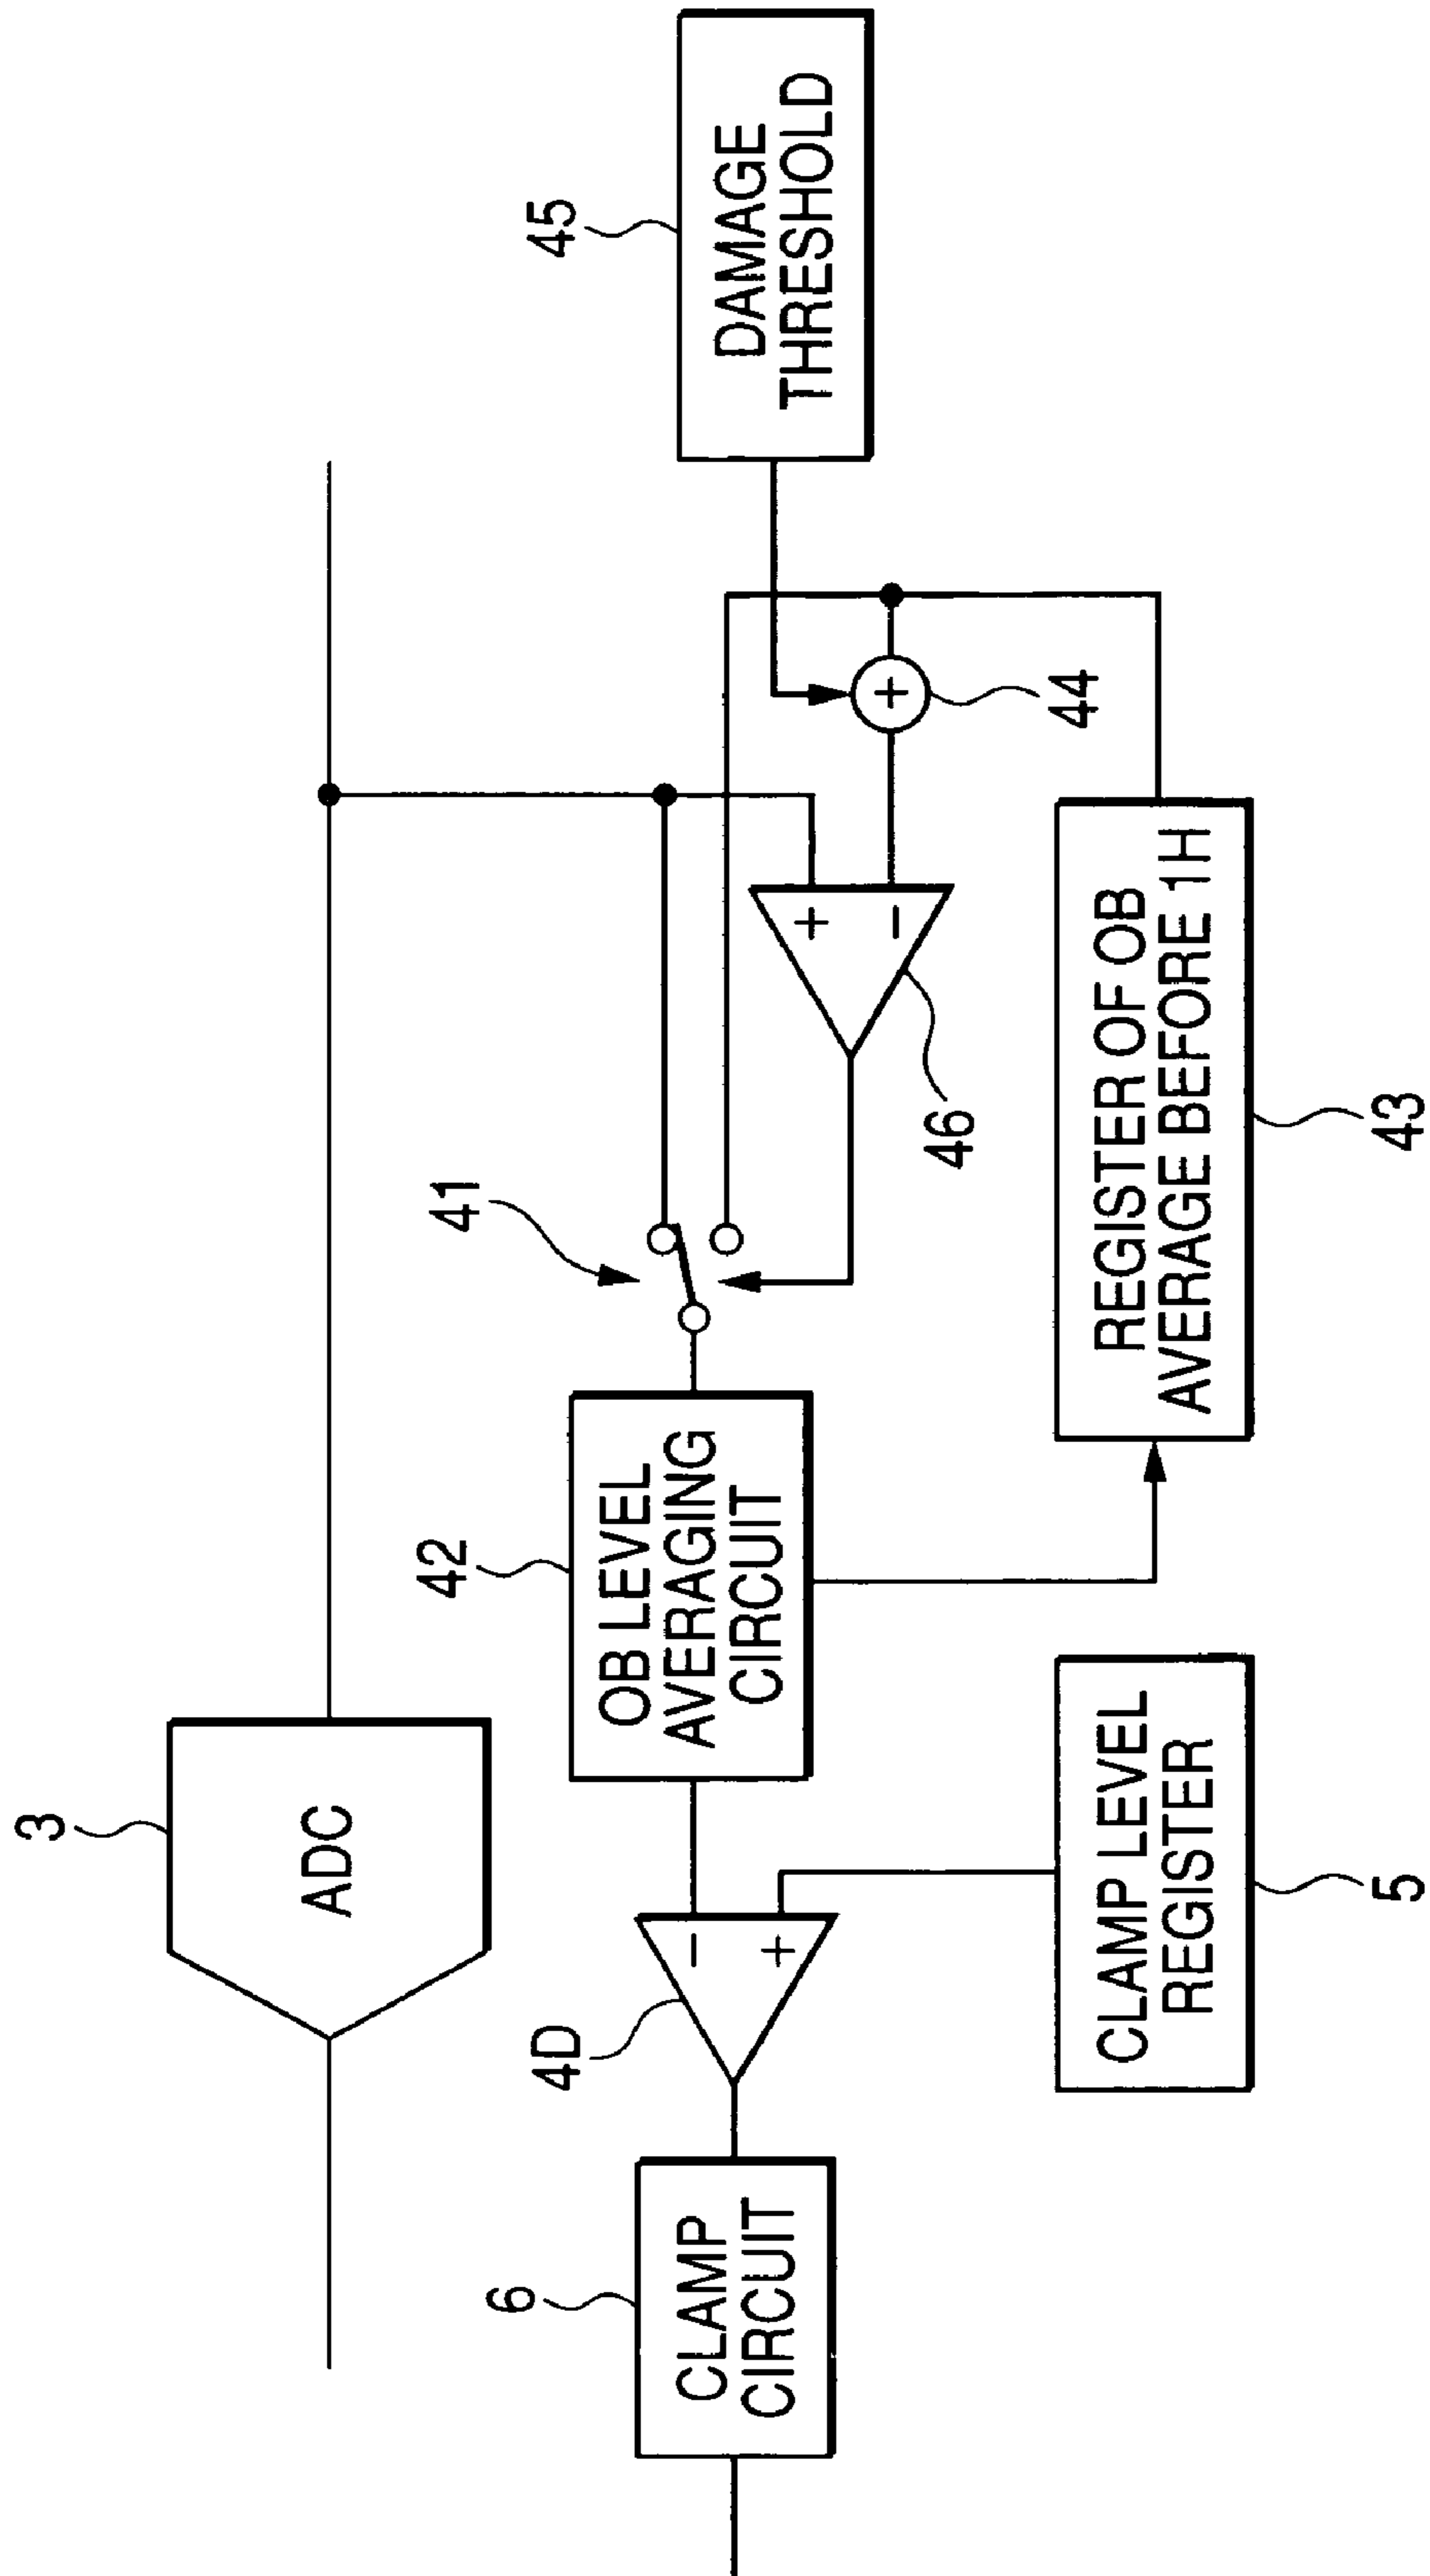 3
ADC
45
DAMAGE
THRESHOLD
41
42
OB LEVEL
AVERAGING
CIRCUIT
+
44
+
−
46
4D
−
+
6
CLAMP
CIRCUIT
CLAMP LEVEL
REGISTER
5
REGISTER OF OB
AVERAGE BEFORE 1H
43